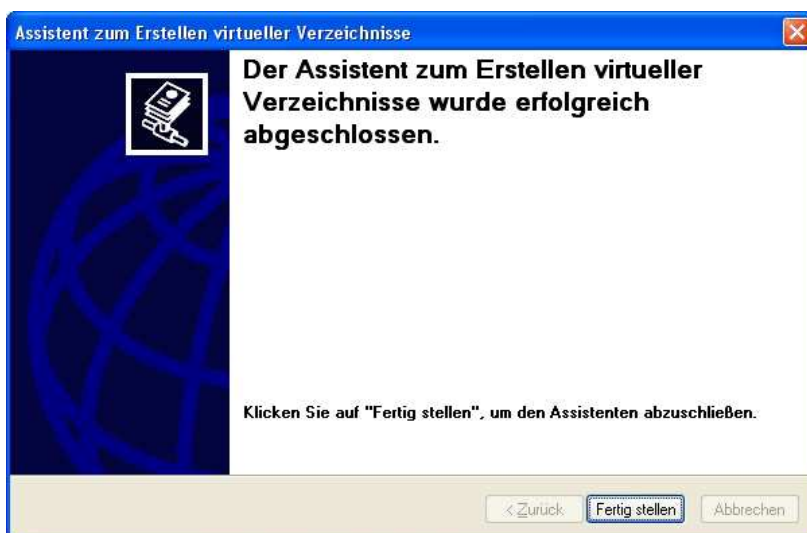 Assistent zum Erstellen virtueller Verzeichnisse
Der Assistent zum Erstellen virtueller
Verzeichnisse wurde erfolgreich
abgeschlossen.
Klicken Sie auf "Fertig stellen", um den Assistenten abzuschließen.
< Zurück Fertig stellen Abbrechen